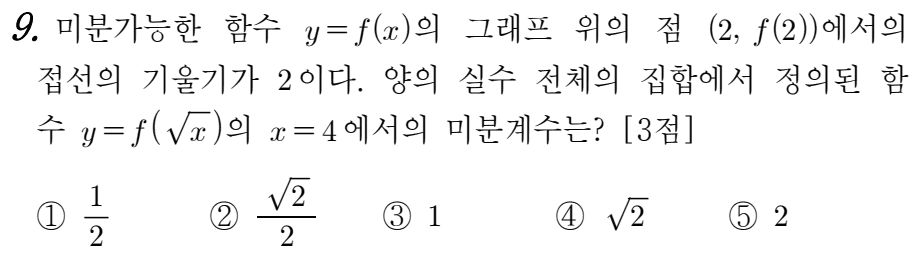 9. 미분가능한 함수 y=f(x)의 그래프 위의 점 (2, f(2))에서의
접선의 기울기가 2이다. 양의 실수 전체의 집합에서 정의된 함
수 y=f(√x)의 x=4에서의 미분계수는? [3점]
① 1/2 ② √2/2 ③ 1 ④ √2 ⑤ 2